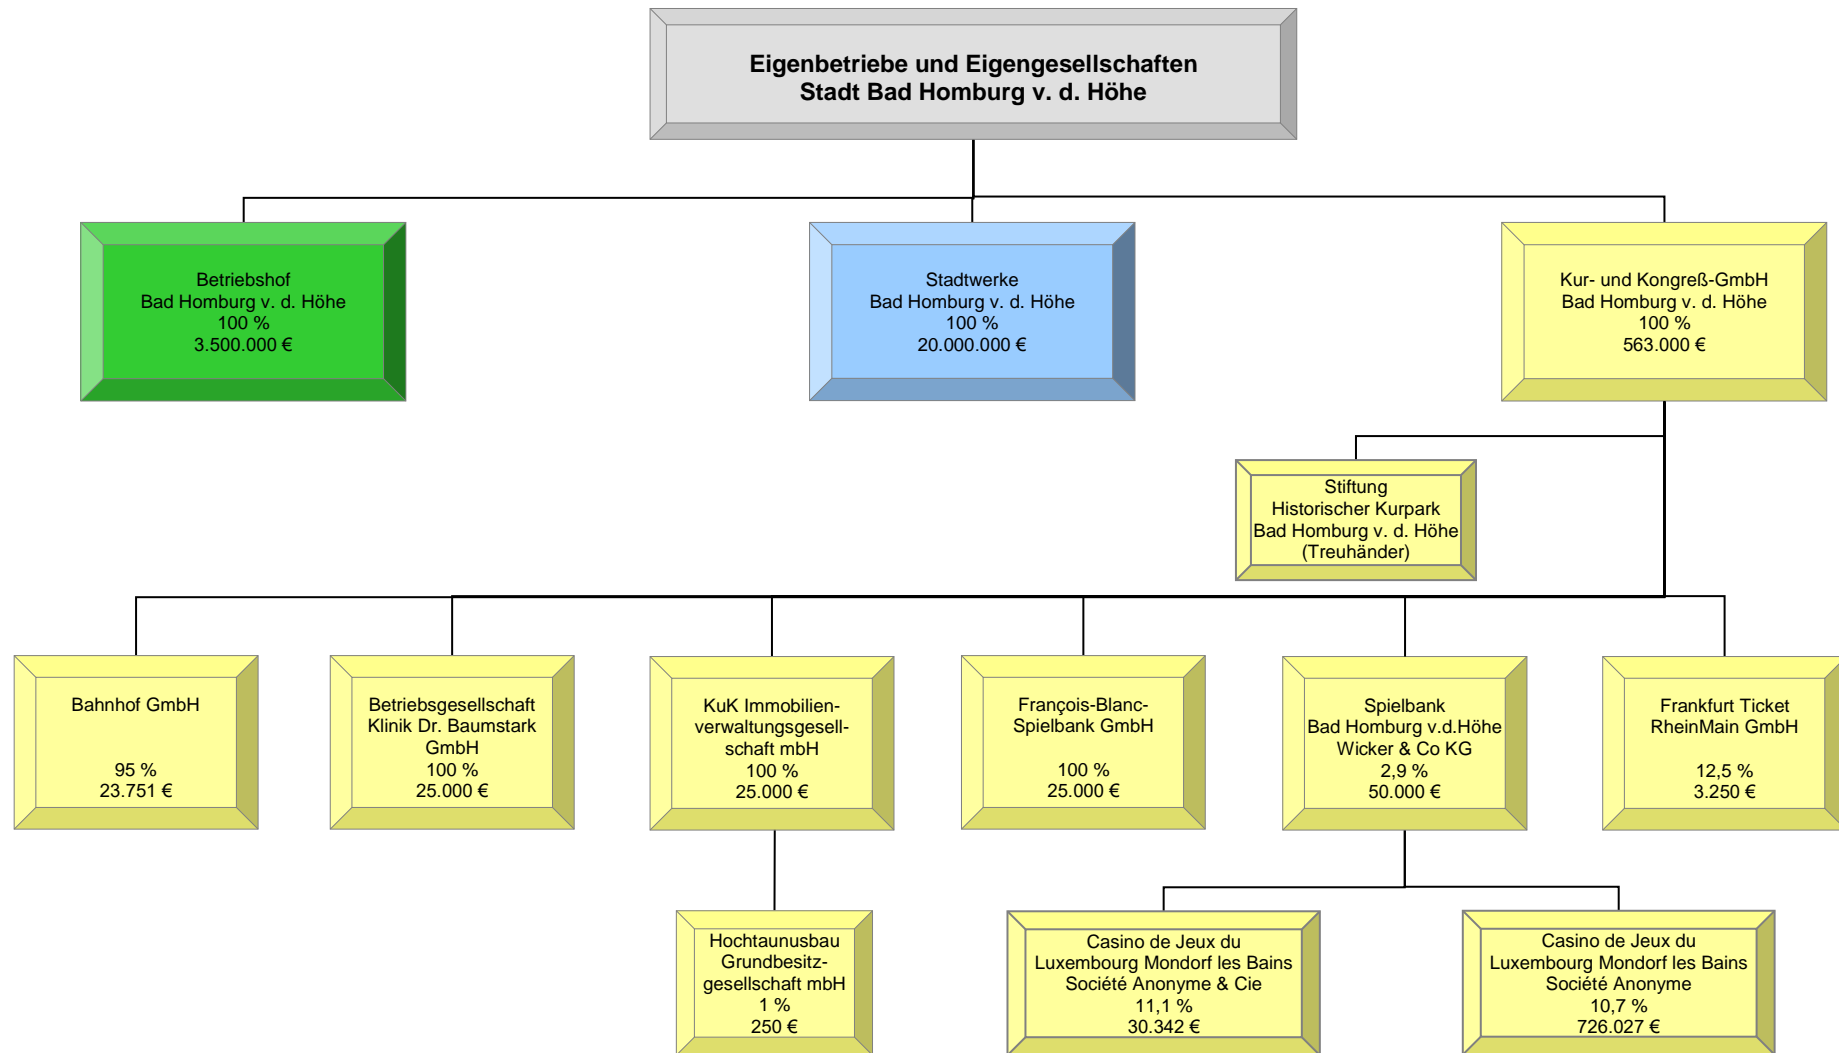 Eigenbetriebe und Eigengesellschaften
Stadt Bad Homburg v. d. Höhe
Betriebshof
Bad Homburg v. d. Höhe
100 %
3.500.000 €
Stadtwerke
Bad Homburg v. d. Höhe
100 %
20.000.000 €
Kur- und Kongreß-GmbH
Bad Homburg v. d. Höhe
100 %
563.000 €
Stiftung
Historischer Kurpark
Bad Homburg v. d. Höhe
(Treuhänder)
Bahnhof GmbH
95 %
23.751 €
Betriebsgesellschaft
Klinik Dr. Baumstark
GmbH
100 %
25.000 €
KuK Immobilien-
verwaltungsgesell-
schaft mbH
100 %
25.000 €
François-Blanc-
Spielbank GmbH
100 %
25.000 €
Spielbank
Bad Homburg v.d.Höhe
Wicker & Co KG
2,9 %
50.000 €
Frankfurt Ticket
RheinMain GmbH
12,5 %
3.250 €
Hochtaunusbau
Grundbesitz-
gesellschaft mbH
1 %
250 €
Casino de Jeux du
Luxembourg Mondorf les Bains
Société Anonyme & Cie
11,1 %
30.342 €
Casino de Jeux du
Luxembourg Mondorf les Bains
Société Anonyme
10,7 %
726.027 €